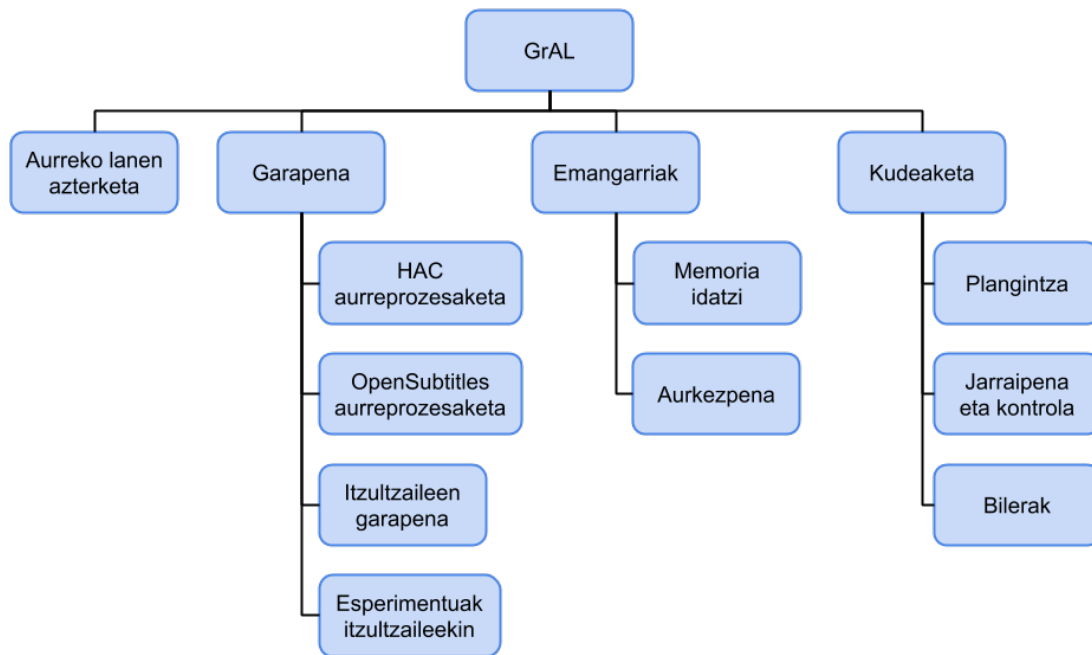 GrAL
Aurreko lanen
azterketa
Garapena
Emangarriak
Kudeaketa
HAC
aurreprozesaketa
OpenSubtitles
aurreprozesaketa
Itzultzaileen
garapena
Esperimentuak
itzultzaileekin
Memoria
idatzi
Aurkezpena
Plangintza
Jarraipena
eta kontrola
Bilerak